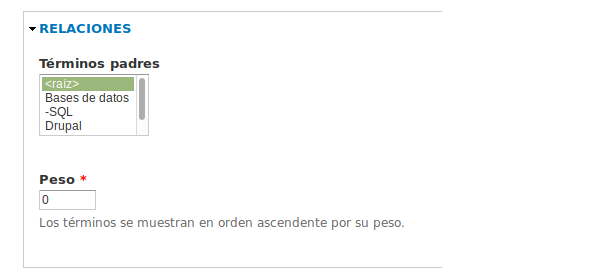 RELACIONES
Términos padres
<raíz>
Bases de datos
-SQL
Drupal
Peso *
0
Los términos se muestran en orden ascendente por su peso.